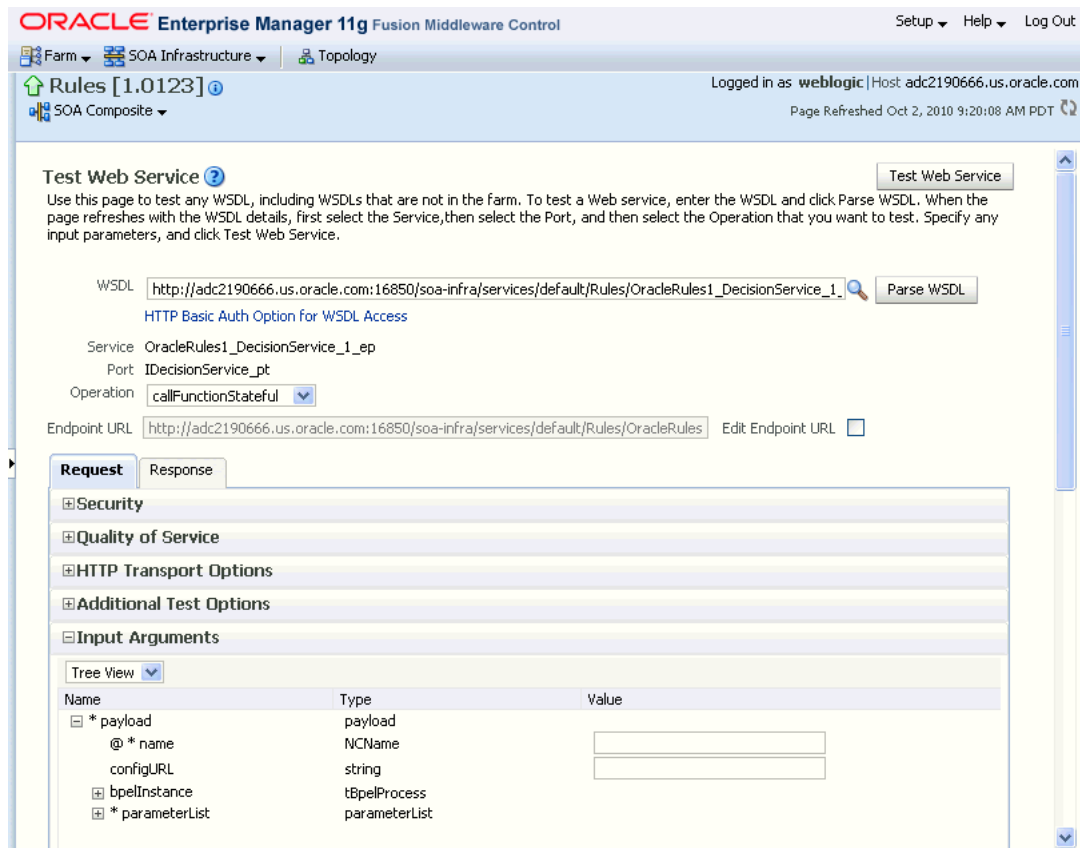 ORACLE Enterprise Manager 11g Fusion Middleware Control
Setup Help Log Out
Farm SOA Infrastructure Topology
Rules [1.0123]
Logged in as weblogic|Host adc2190666.us.oracle.com
SOA Composite
Page Refreshed Oct 2, 2010 9:20:08 AM PDT
Test Web Service
Test Web Service
Use this page to test any WSDL, including WSDLs that are not in the farm. To test a Web service, enter the WSDL and click Parse WSDL. When the
page refreshes with the WSDL details, first select the Service,then select the Port, and then select the Operation that you want to test. Specify any
input parameters, and click Test Web Service.
WSDL http://adc2190666.us.oracle.com:16850/soa-infra/services/default/Rules/OracleRules1_DecisionService_1_ Parse WSDL
HTTP Basic Auth Option for WSDL Access
Service OracleRules1_DecisionService_1_ep
Port IDecisionService_pt
Operation callFunctionStateful
Endpoint URL http://adc2190666.us.oracle.com:16850/soa-infra/services/default/Rules/OracleRules Edit Endpoint URL
Request Response
Security
Quality of Service
HTTP Transport Options
Additional Test Options
Input Arguments
Tree View
Name Type Value
* payload payload
@ * name NCName
configURL string
bpelInstance tBpelProcess
* parameterList parameterList